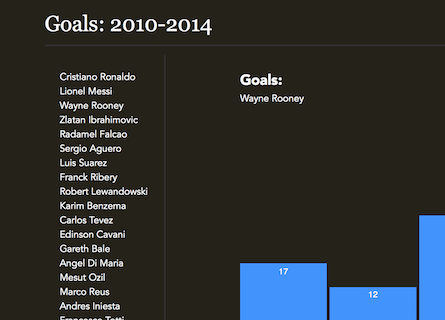 Goals: 2010-2014
Cristiano Ronaldo
Lionel Messi
Wayne Rooney
Zlatan Ibrahimovic
Radamel Falcao
Sergio Aguero
Luis Suarez
Franck Ribery
Robert Lewandowski
Karim Benzema
Carlos Tevez
Edinson Cavani
Gareth Bale
Angel Di Maria
Mesut Ozil
Marco Reus
Andres Iniesta
Francesco Totti
Goals:
Wayne Rooney
17
12